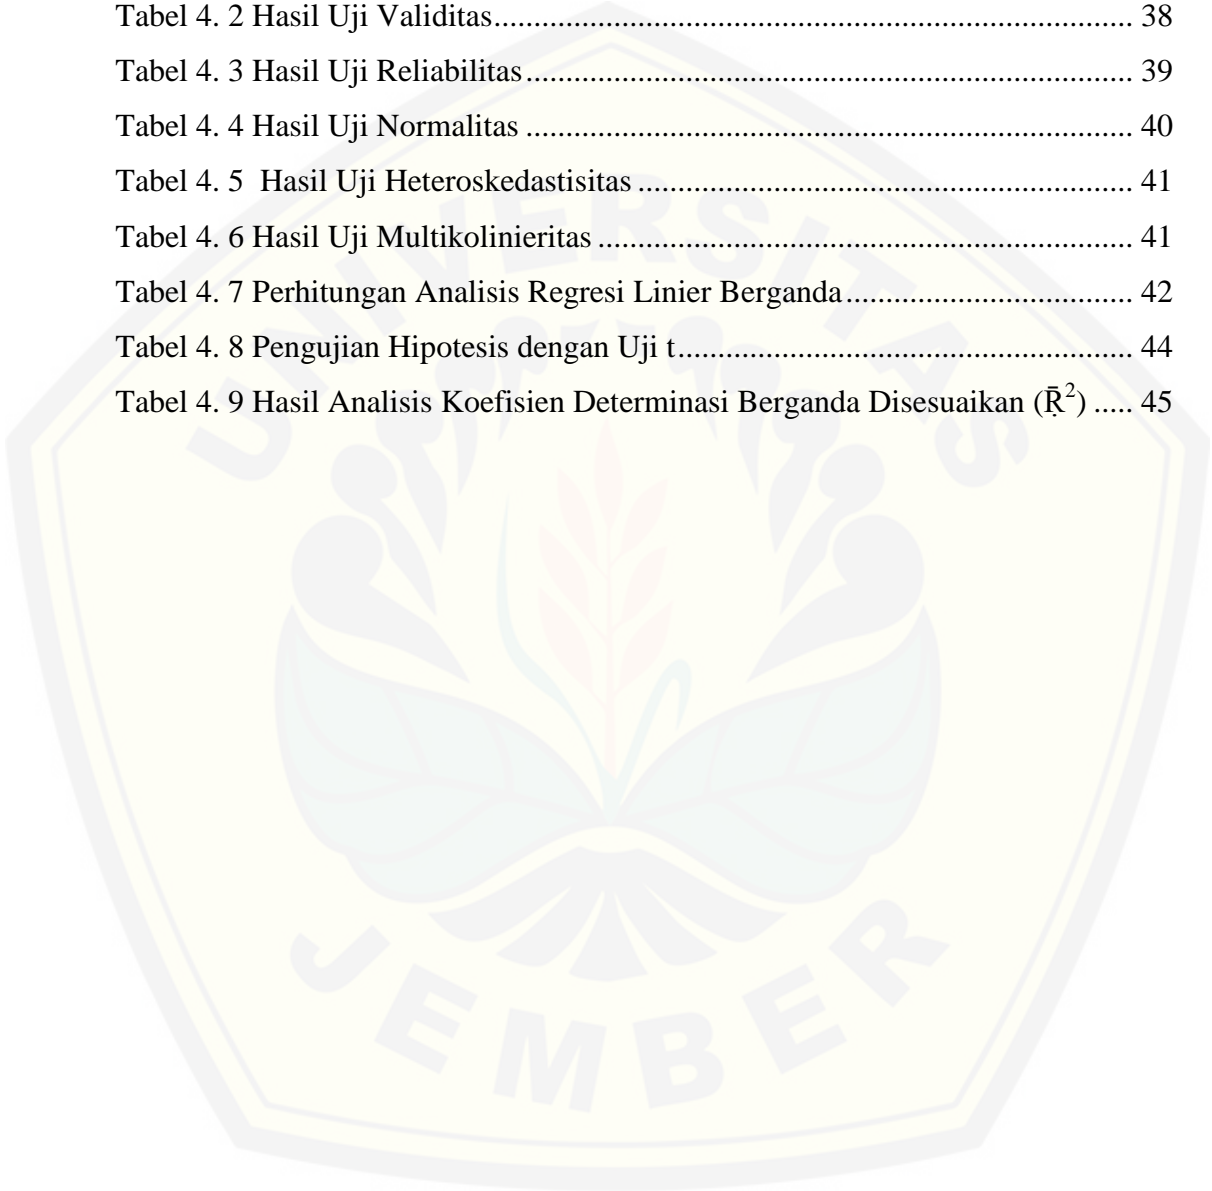 Tabel 4. 2 Hasil Uji Validitas................................................................................ 38
Tabel 4. 3 Hasil Uji Reliabilitas............................................................................ 39
Tabel 4. 4 Hasil Uji Normalitas ............................................................................ 40
Tabel 4. 5  Hasil Uji Heteroskedastisitas .............................................................. 41
Tabel 4. 6 Hasil Uji Multikolinieritas ................................................................... 41
Tabel 4. 7 Perhitungan Analisis Regresi Linier Berganda.................................... 42
Tabel 4. 8 Pengujian Hipotesis dengan Uji t......................................................... 44
Tabel 4. 9 Hasil Analisis Koefisien Determinasi Berganda Disesuaikan (Ṝ²) ..... 45
UNIVERSITAS
JEMBER